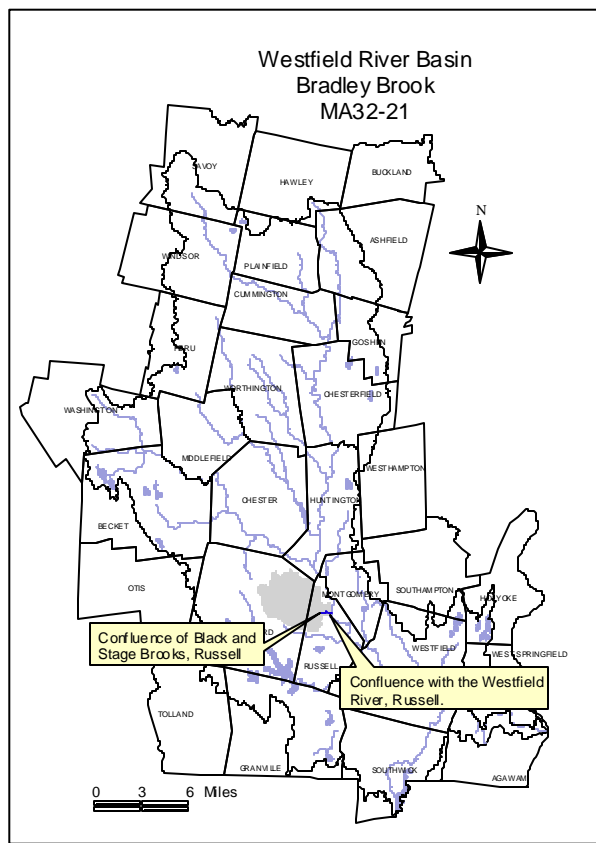 Westfield River Basin
Bradley Brook
MA32-21
SAVOY
HAWLEY
BUCKLAND
N
ASHFIELD
WINDSOR
PLAINFIELD
CUMMINGTON
GOSHEN
PERU
WORTHINGTON
CHESTERFIELD
WASHINGTON
MIDDLEFIELD
WESTHAMPTON
CHESTER
HUNTINGTON
BECKET
OTIS
MONTGOMERY
SOUTHAMPTON
HOLYOKE
Confluence of Black and
Stage Brooks, Russell
RD
WESTFIELD
WEST SPRINGFIELD
RUSSELL
Confluence with the Westfield
River, Russell.
TOLLAND
GRANVILLE
SOUTHWICK
AGAWAM
0 3 6 Miles